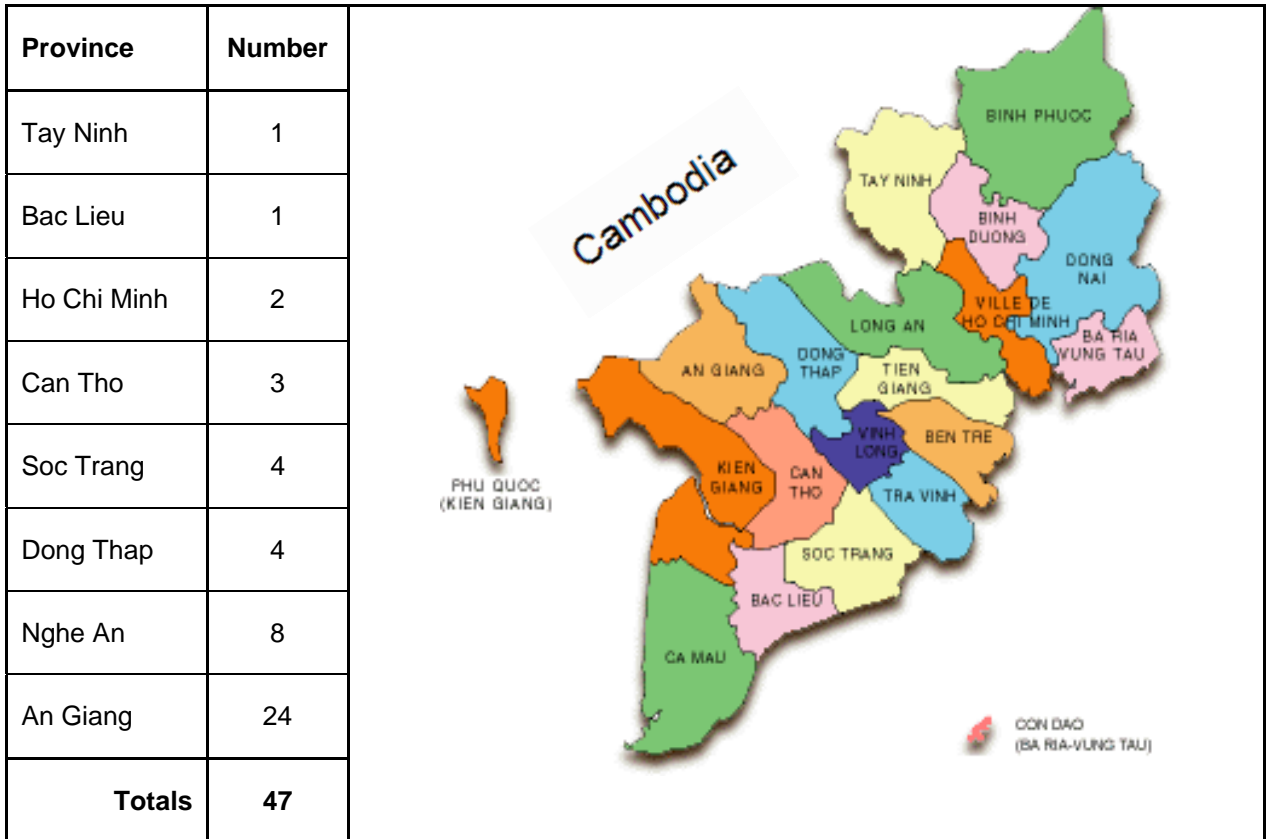 Province Number
Tay Ninh 1
Bac Lieu 1
Ho Chi Minh 2
Can Tho 3
Soc Trang 4
Dong Thap 4
Nghe An 8
An Giang 24
Totals 47
Cambodia
BINH PHUOC
TAY NINH
BINH
DUONG
DONG
NAI
VILLE DE
HO CHI MINH
BA RIA
VUNG TAU
LONG AN
DONG
THAP
AN GIANG
TIEN
GIANG
VINH
LONG
BEN TRE
KIEN
GIANG
CAN
THO
TRA VINH
PHU QUOC
(KIEN GIANG)
SOC TRANG
BAC LIEU
CA MAU
CON DAO
(BA RIA-VUNG TAU)